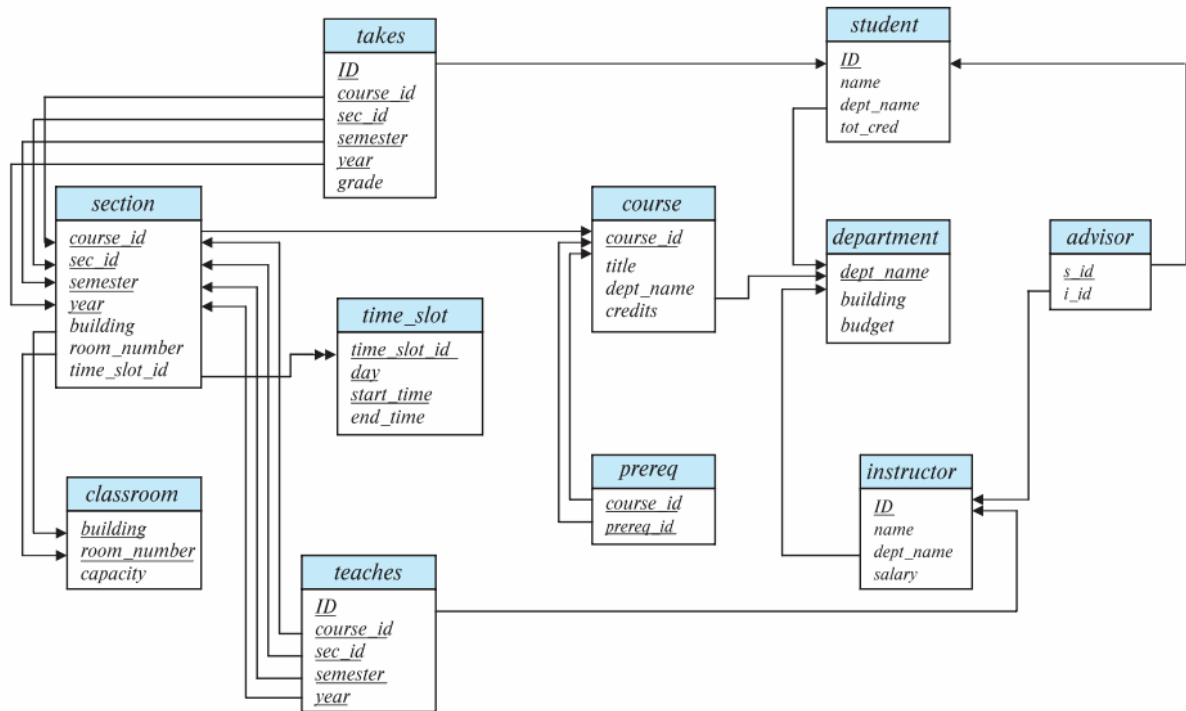 takes
ID
course_id
sec_id
semester
year
grade
student
ID
name
dept_name
tot_cred
section
course_id
sec_id
semester
year
building
room_number
time_slot_id
course
course_id
title
dept_name
credits
department
dept_name
building
budget
advisor
s_id
i_id
time_slot
time_slot_id
day
start_time
end_time
classroom
building
room_number
capacity
prereq
course_id
prereq_id
instructor
ID
name
dept_name
salary
teaches
ID
course_id
sec_id
semester
year